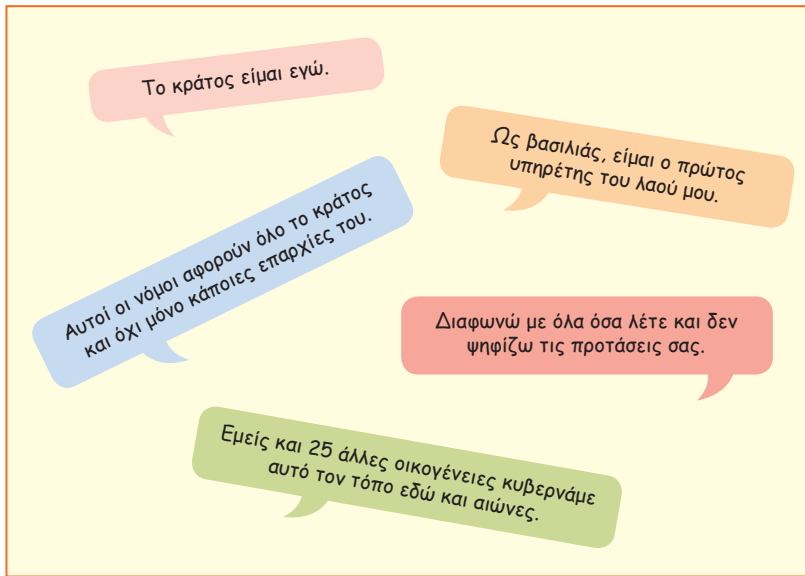 Το κράτος είμαι εγώ.
Ως βασιλιάς, είμαι ο πρώτος
υπηρέτης του λαού μου.
Αυτοί οι νόμοι αφορούν όλο το κράτος
και όχι μόνο κάποιες επαρχίες του.
Διαφωνώ με όλα όσα λέτε και δεν
ψηφίζω τις προτάσεις σας.
Εμείς και 25 άλλες οικογένειες κυβερνάμε
αυτό τον τόπο εδώ και αιώνες.